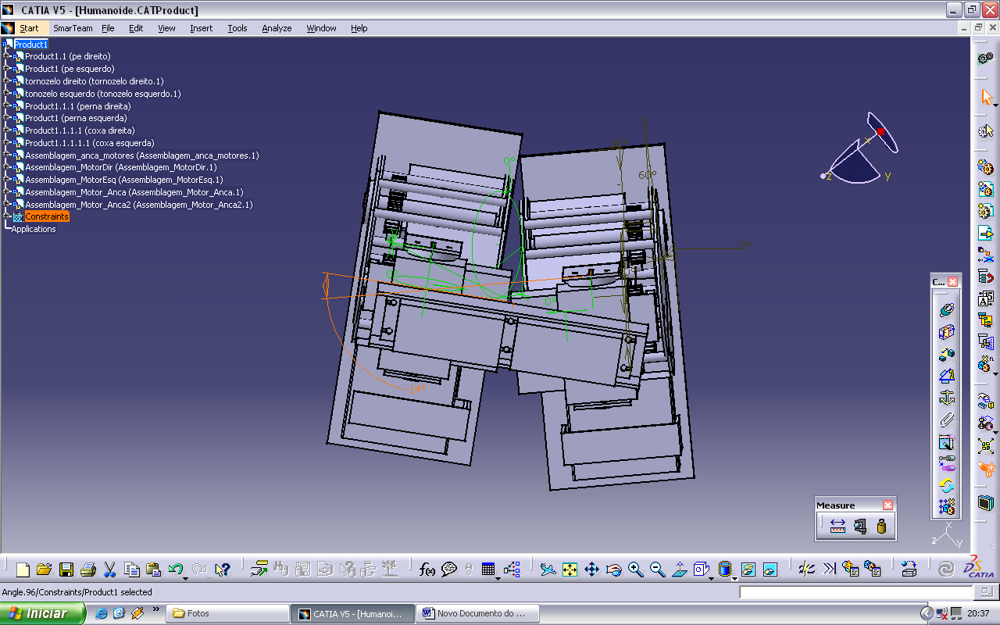 CATIA V5 - [Humanoide.CATProduct]
Start SmarTeam File Edit View Insert Tools Analyze Window Help
Product1
Product1.1 (pe direito)
Product1 (pe esquerdo)
tornozelo direito (tornozelo direito.1)
tonozelo esquerdo (tonozelo esquerdo.1)
Product1.1.1 (perna direita)
Product1 (perna esquerda)
Product1.1.1.1 (coxa direita)
Product1.1.1.1.1 (coxa esquerda)
Assemblagem_anca_motores (Assemblagem_anca_motores.1)
Assemblagem_MotorDir (Assemblagem_MotorDir.1)
Assemblagem_MotorEsq (Assemblagem_MotorEsq.1)
Assemblagem_Motor_Anca (Assemblagem_Motor_Anca.1)
Assemblagem_Motor_Anca2 (Assemblagem_Motor_Anca2.1)
Constraints
Applications
0°
60°
0°
0°
14°
x
z
y
C...
Measure
x
z
y
f(x)
CATIA
Angle.96/Constraints/Product1 selected
Iniciar
Fotos
CATIA V5 - [Humanoi...
Novo Documento do ...
20:37